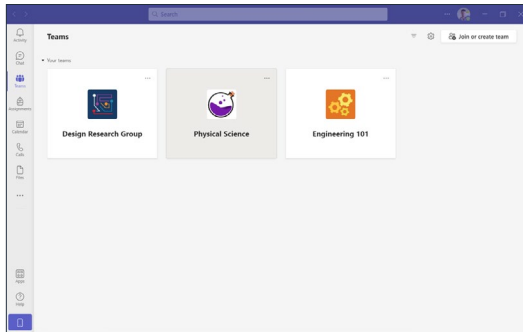 Search
Activity
Chat
Teams
Assignments
Calendar
Calls
Files
...
Apps
Help
Teams
Join or create team
Your teams
...
Design Research Group
...
Physical Science
...
Engineering 101